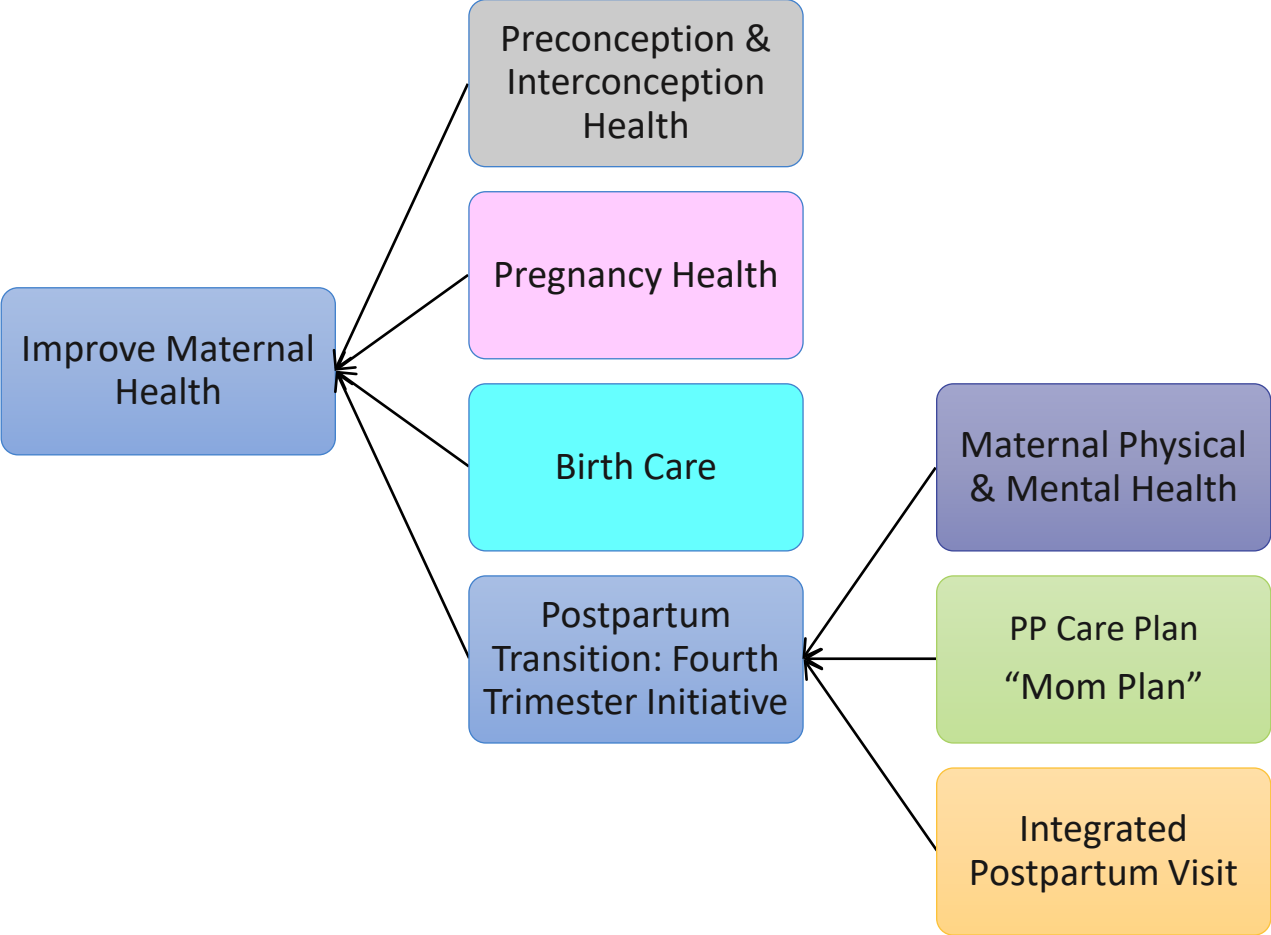 Preconception &
Interconception
Health
Pregnancy Health
Improve Maternal
Health
Birth Care
Maternal Physical
& Mental Health
Postpartum
Transition: Fourth
Trimester Initiative
PP Care Plan
“Mom Plan”
Integrated
Postpartum Visit